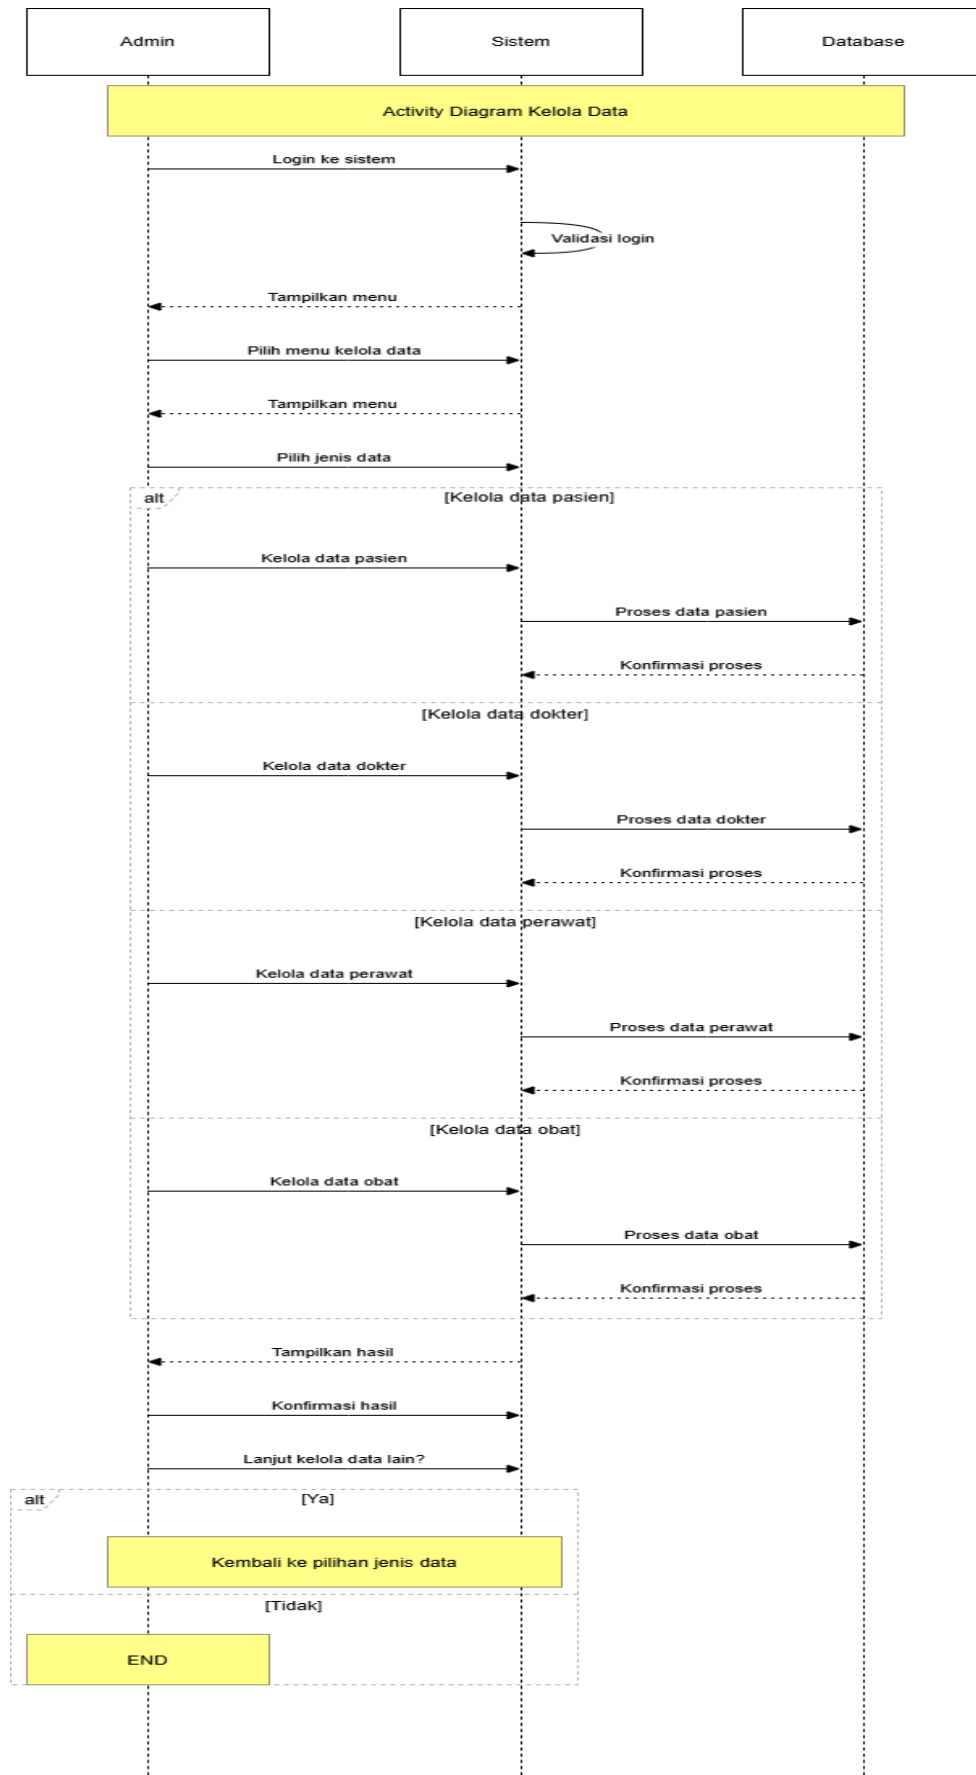 Admin
Sistem
Database
Activity Diagram Kelola Data
Login ke sistem
Validasi login
Tampilkan menu
Pilih menu kelola data
Tampilkan menu
Pilih jenis data
alt
[Kelola data pasien]
Kelola data pasien
Proses data pasien
Konfirmasi proses
[Kelola data dokter]
Kelola data dokter
Proses data dokter
Konfirmasi proses
[Kelola data perawat]
Kelola data perawat
Proses data perawat
Konfirmasi proses
[Kelola data obat]
Kelola data obat
Proses data obat
Konfirmasi proses
Tampilkan hasil
Konfirmasi hasil
Lanjut kelola data lain?
alt
[Ya]
Kembali ke pilihan jenis data
[Tidak]
END